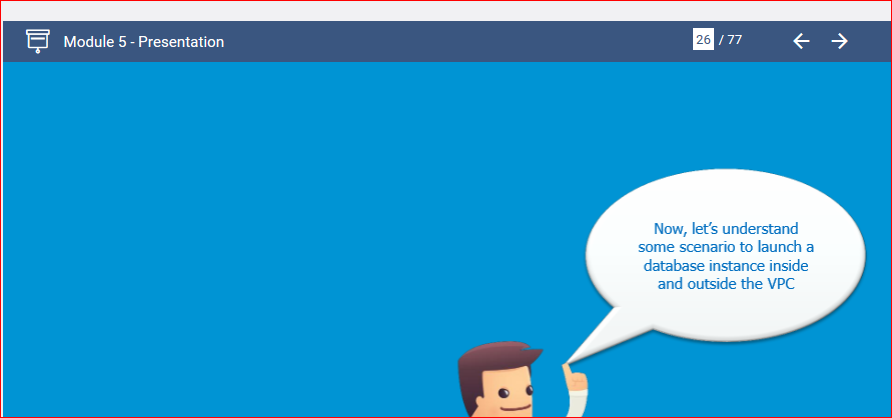 Module 5 - Presentation
26 / 77
Now, let's understand
some scenario to launch a
database instance inside
and outside the VPC